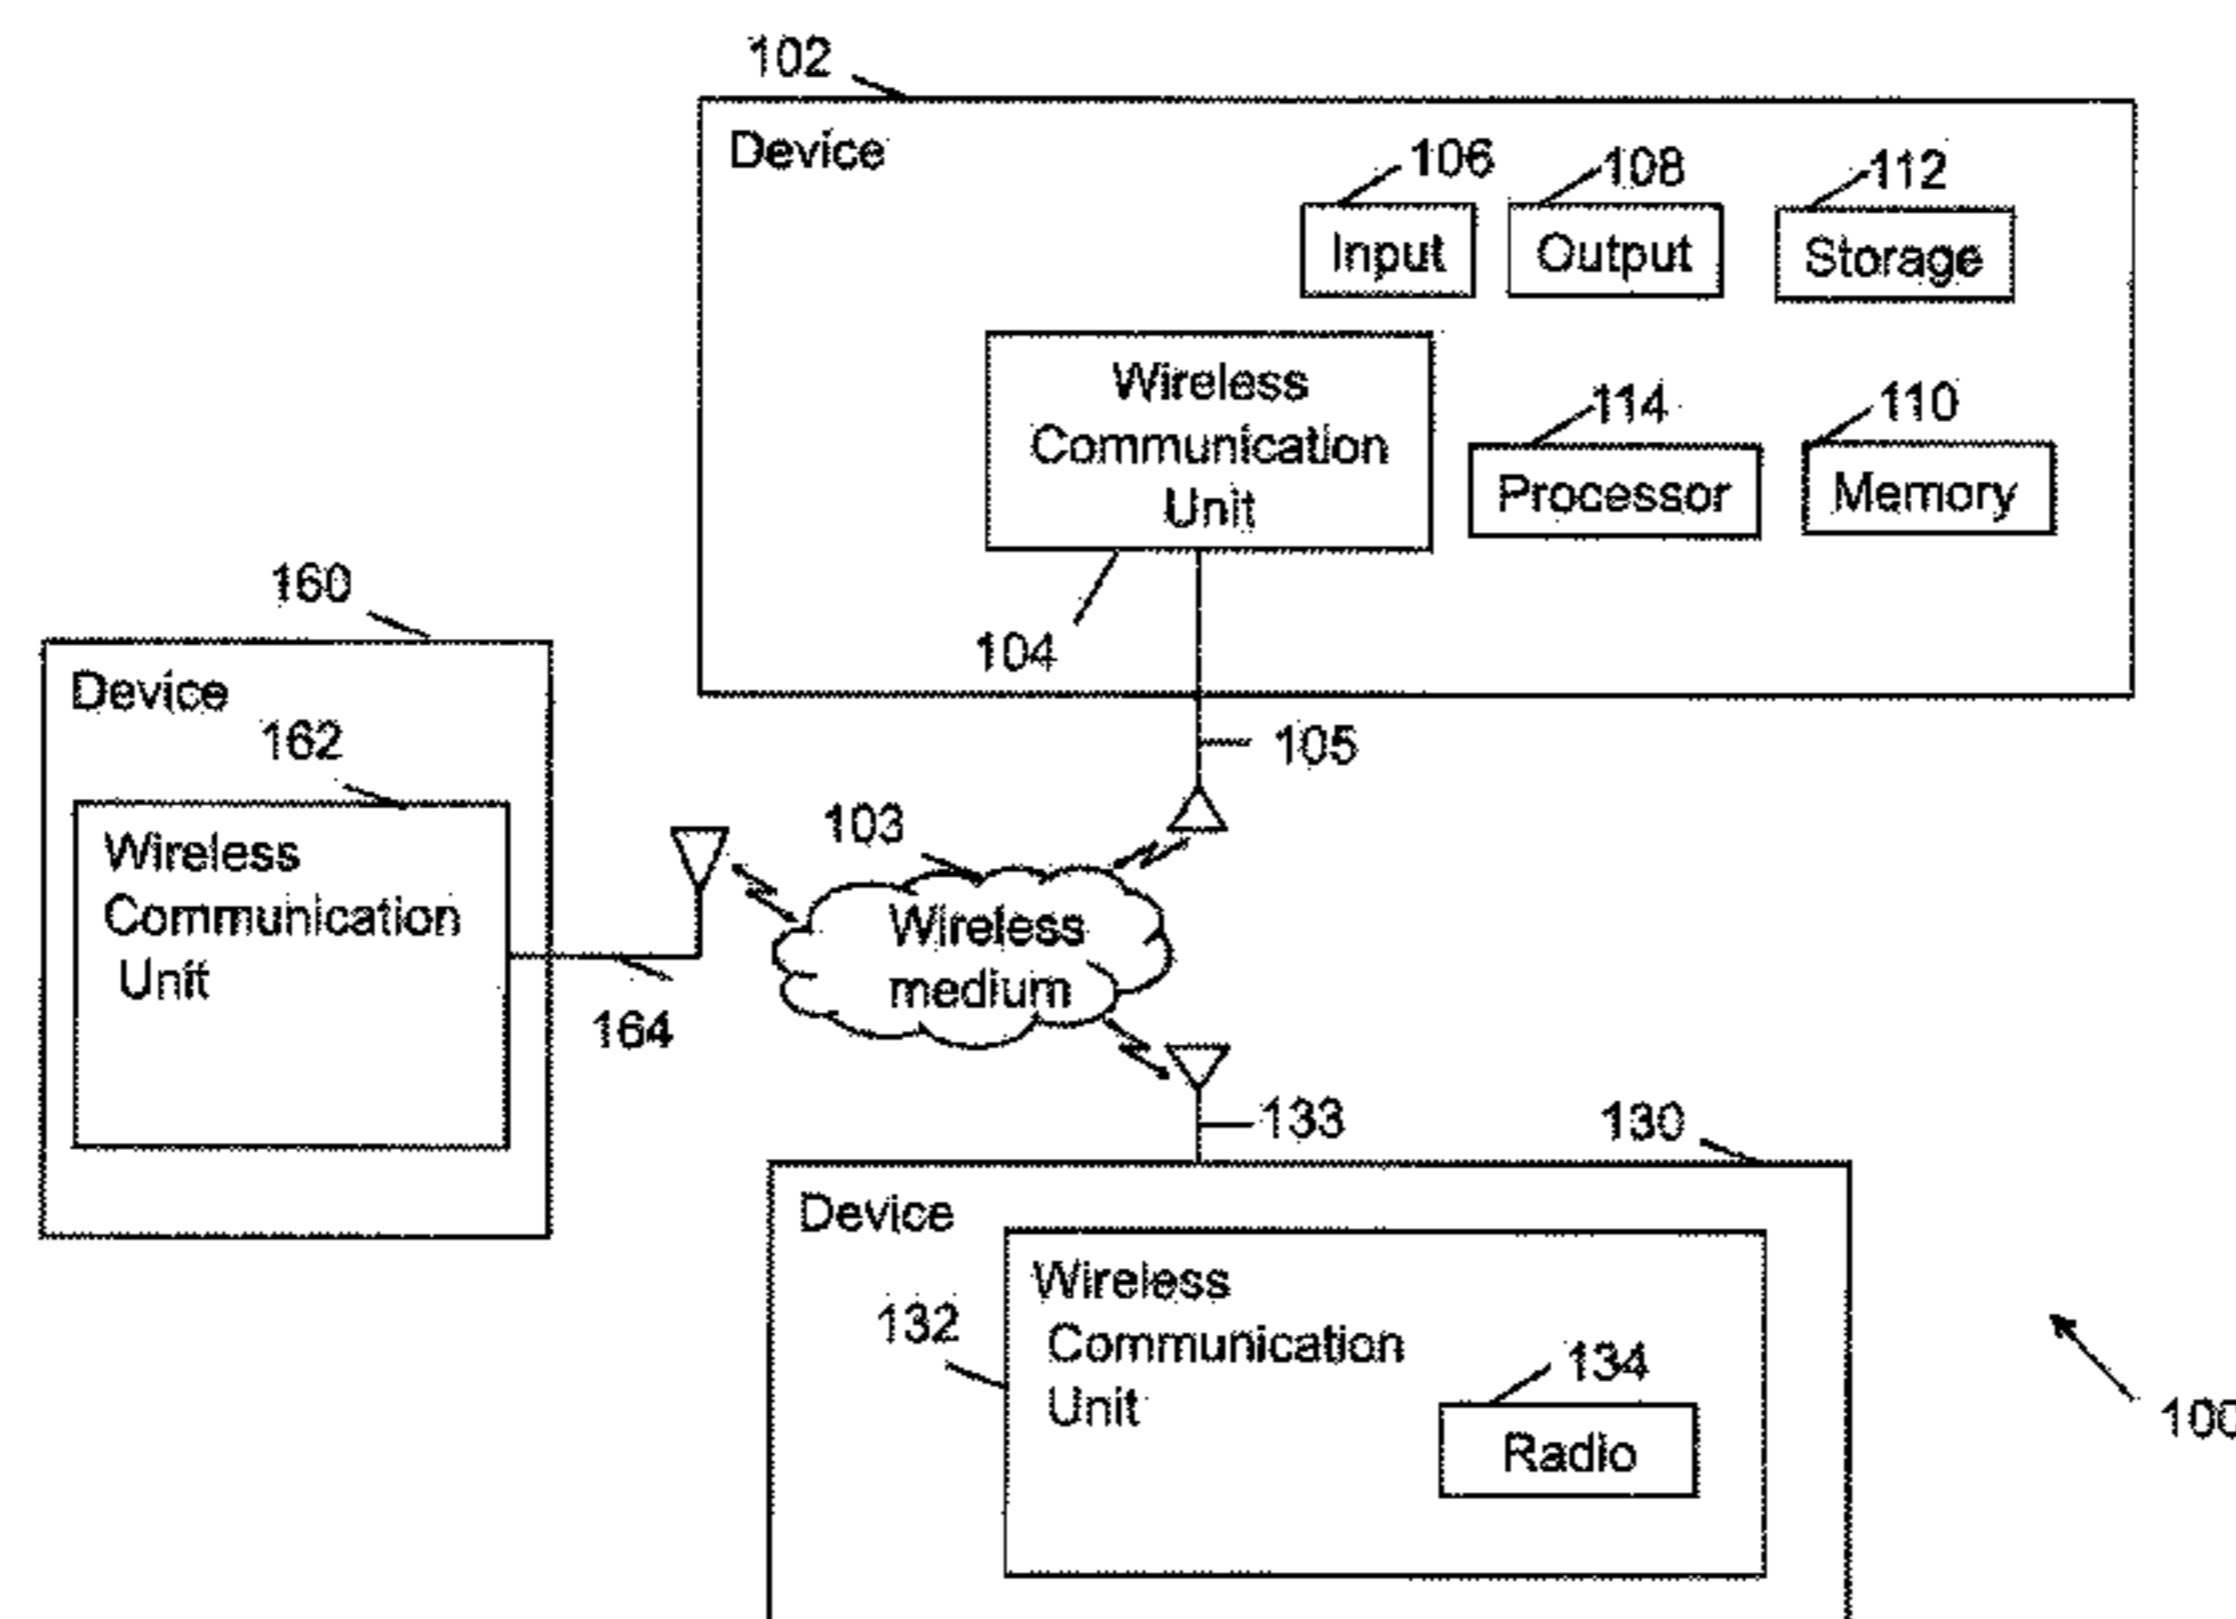 102
Device
106
108
112
Input
Output
Storage
Wireless
Communication
Unit
114
110
Processor
Memory
104
160
Device
162
Wireless
Communication
Unit
164
105
103
Wireless
medium
133
130
Device
Wireless
Communication
Unit
132
134
Radio
100